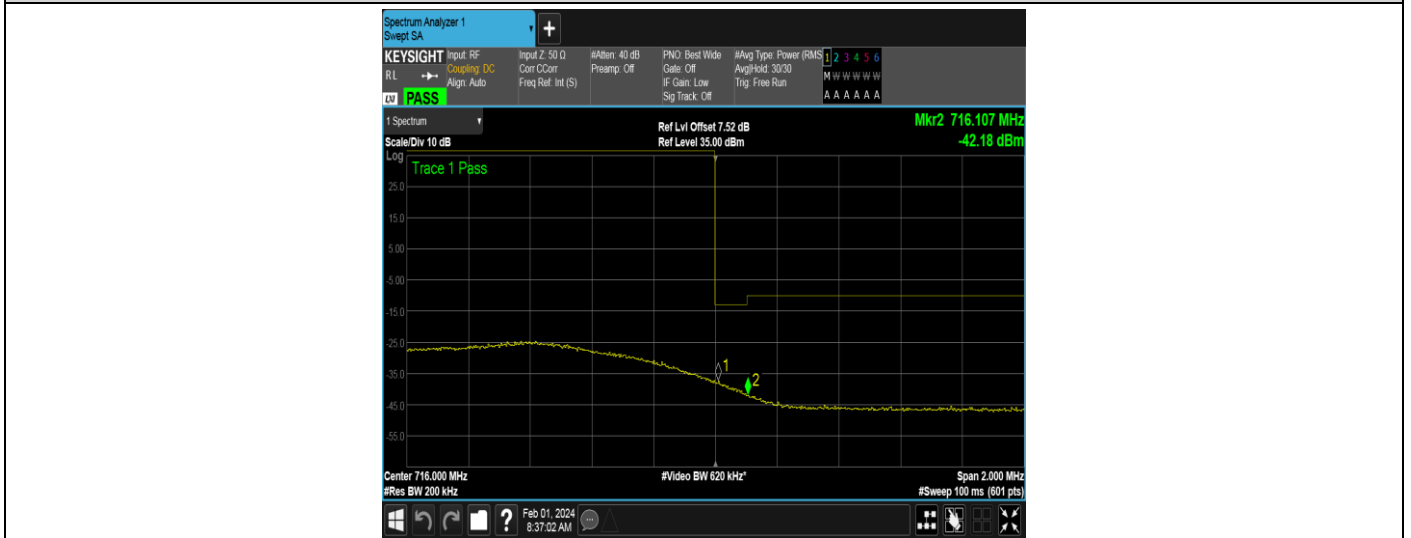 Spectrum Analyzer 1
Swept SA
+
KEYSIGHT
RL
LXI
PASS
Input: RF
Coupling: DC
Align: Auto
Input Z: 50 Ω
Corr CCorr
Freq Ref: Int (S)
#Atten: 40 dB
Preamp: Off
PNO: Best Wide
Gate: Off
IF Gain: Low
Sig Track: Off
#Avg Type: Power (RMS
Avg|Hold: 30/30
Trig: Free Run
1 2 3 4 5 6
M W W W W W
A A A A A A
1 Spectrum
Scale/Div 10 dB
Ref Lvl Offset 7.52 dB
Ref Level 35.00 dBm
Mkr2 716.107 MHz
-42.18 dBm
Log
Trace 1 Pass
25.0
15.0
5.00
-5.00
-15.0
-25.0
-35.0
-45.0
-55.0
1
2
Center 716.000 MHz
#Res BW 200 kHz
#Video BW 620 kHz*
Span 2.000 MHz
#Sweep 100 ms (601 pts)
?
Feb 01, 2024
8:37:02 AM